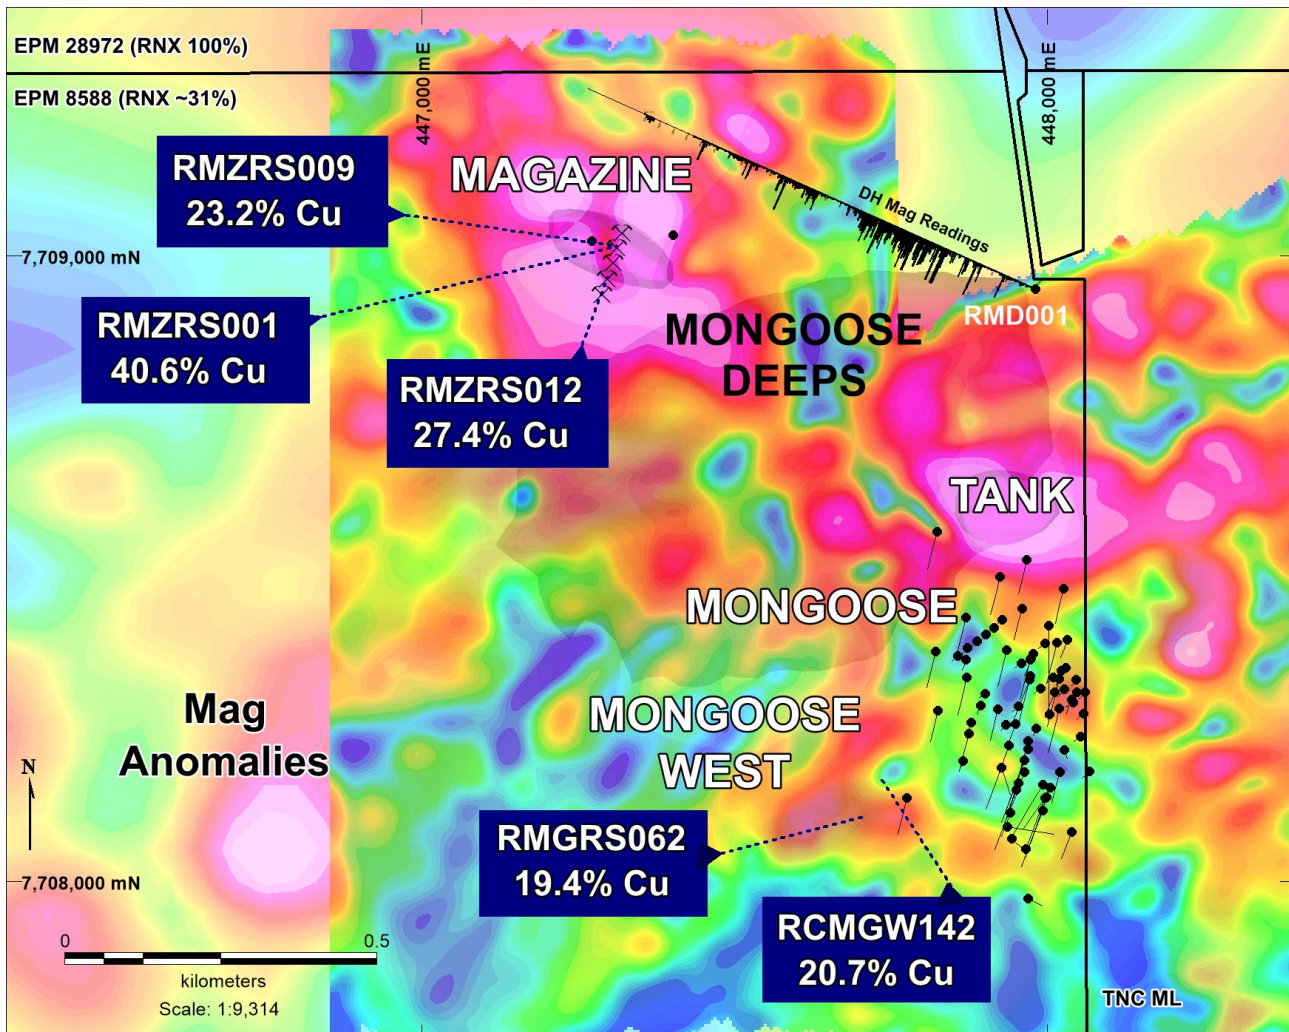 EPM 28972 (RNX 100%)
EPM 8588 (RNX ~31%)
447,000 mE
448,000 mE
RMZRS009
23.2% Cu
MAGAZINE
DH Mag Readings
7,709,000 mN
RMZRS001
40.6% Cu
RMD001
MONGOOSE
DEEPS
RMZRS012
27.4% Cu
TANK
MONGOOSE
Mag
Anomalies
MONGOOSE
WEST
N
RMGRS062
19.4% Cu
7,708,000 mN
RCMGW142
20.7% Cu
0 0.5
kilometers
Scale: 1:9,314
TNC ML